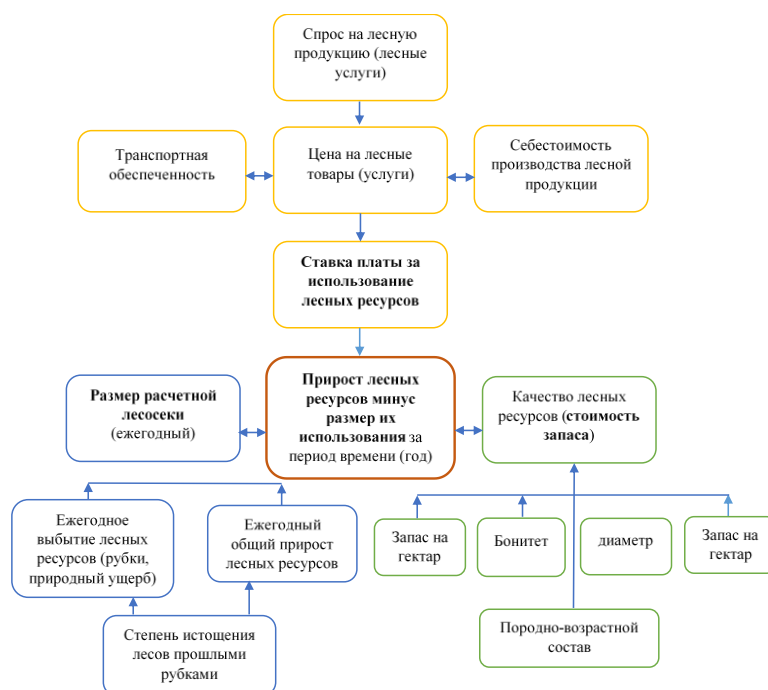 Спрос на лесную
продукцию (лесные
услуги)
Транспортная
обеспеченность
Цена на лесные
товары (услуги)
Себестоимость
производства лесной
продукции
Ставка платы за
использование
лесных ресурсов
Размер расчетной
лесосеки
(ежегодный)
Прирост лесных
ресурсов минус
размер их
использования за
период времени (год)
Качество лесных
ресурсов (стоимость
запаса)
Ежегодное
выбытие лесных
ресурсов (рубки,
природный ущерб)
Ежегодный
общий прирост
лесных ресурсов
Запас на
гектар
Бонитет
диаметр
Запас на
гектар
Степень истощения
лесов прошлыми
рубками
Породно-возрастной
состав